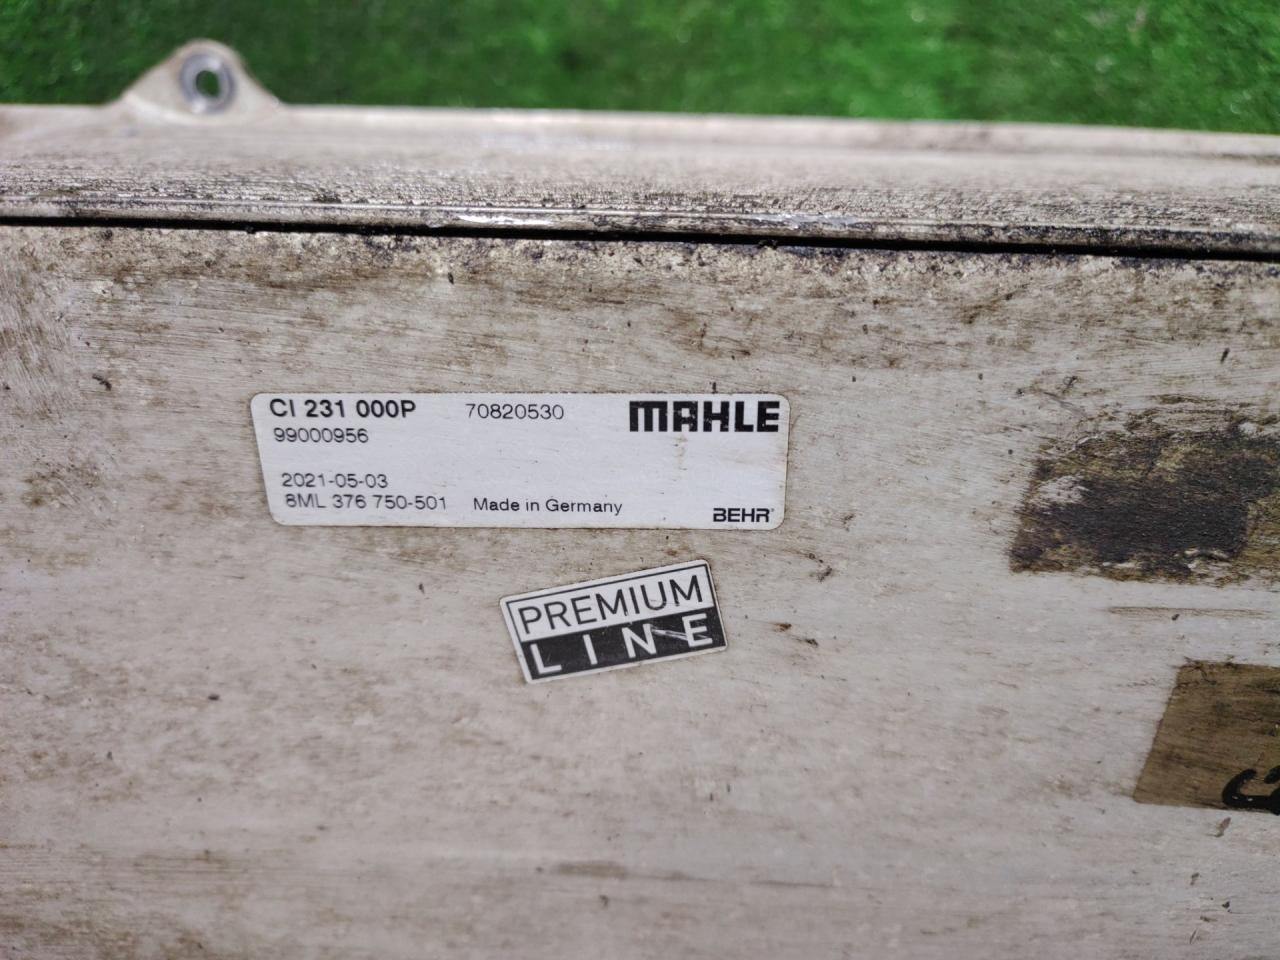 CI 231 000P 70820530 MAHLE
99000956
2021-05-03
8ML 376 750-501 Made in Germany BEHR®
PREMIUM
LINE